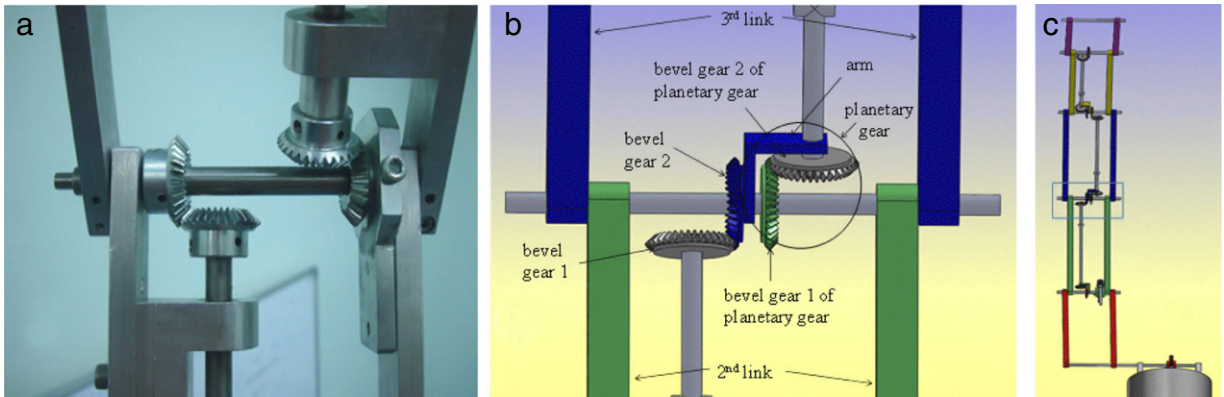 a
b
c
3rd link
arm
bevel gear 2 of
planetary gear
planetary
gear
bevel
gear 2
bevel
gear 1
bevel gear 1 of
planetary gear
2nd link